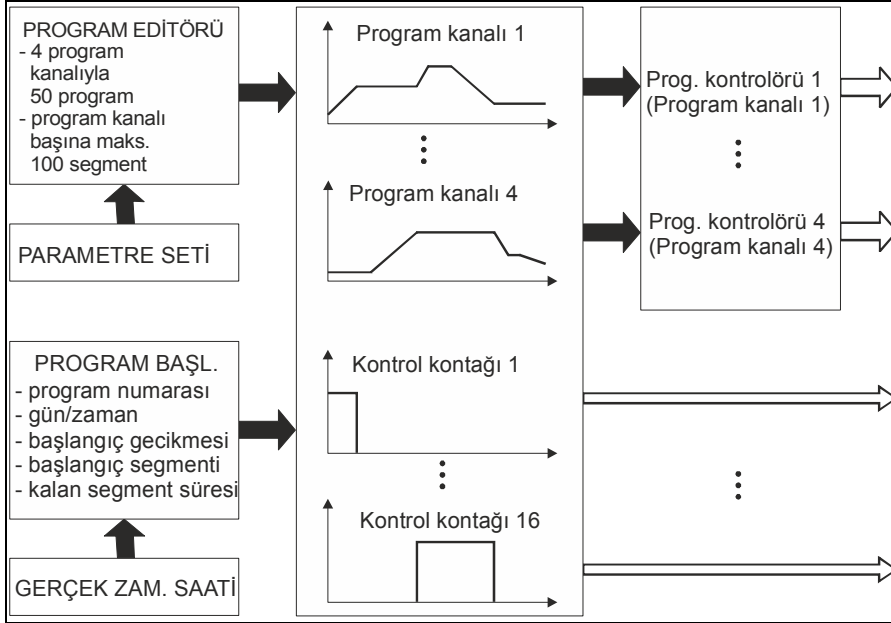 PROGRAM EDİTÖRÜ
- 4 program
kanalıyla
50 program
- program kanalı
başına maks.
100 segment
PARAMETRE SETİ
PROGRAM BAŞL.
- program numarası
- gün/zaman
- başlangıç gecikmesi
- başlangıç segmenti
- kalan segment süresi
GERÇEK ZAM. SAATİ
Program kanalı 1
Program kanalı 4
Kontrol kontağı 1
Kontrol kontağı 16
Prog. kontrolörü 1
(Program kanalı 1)
Prog. kontrolörü 4
(Program kanalı 4)